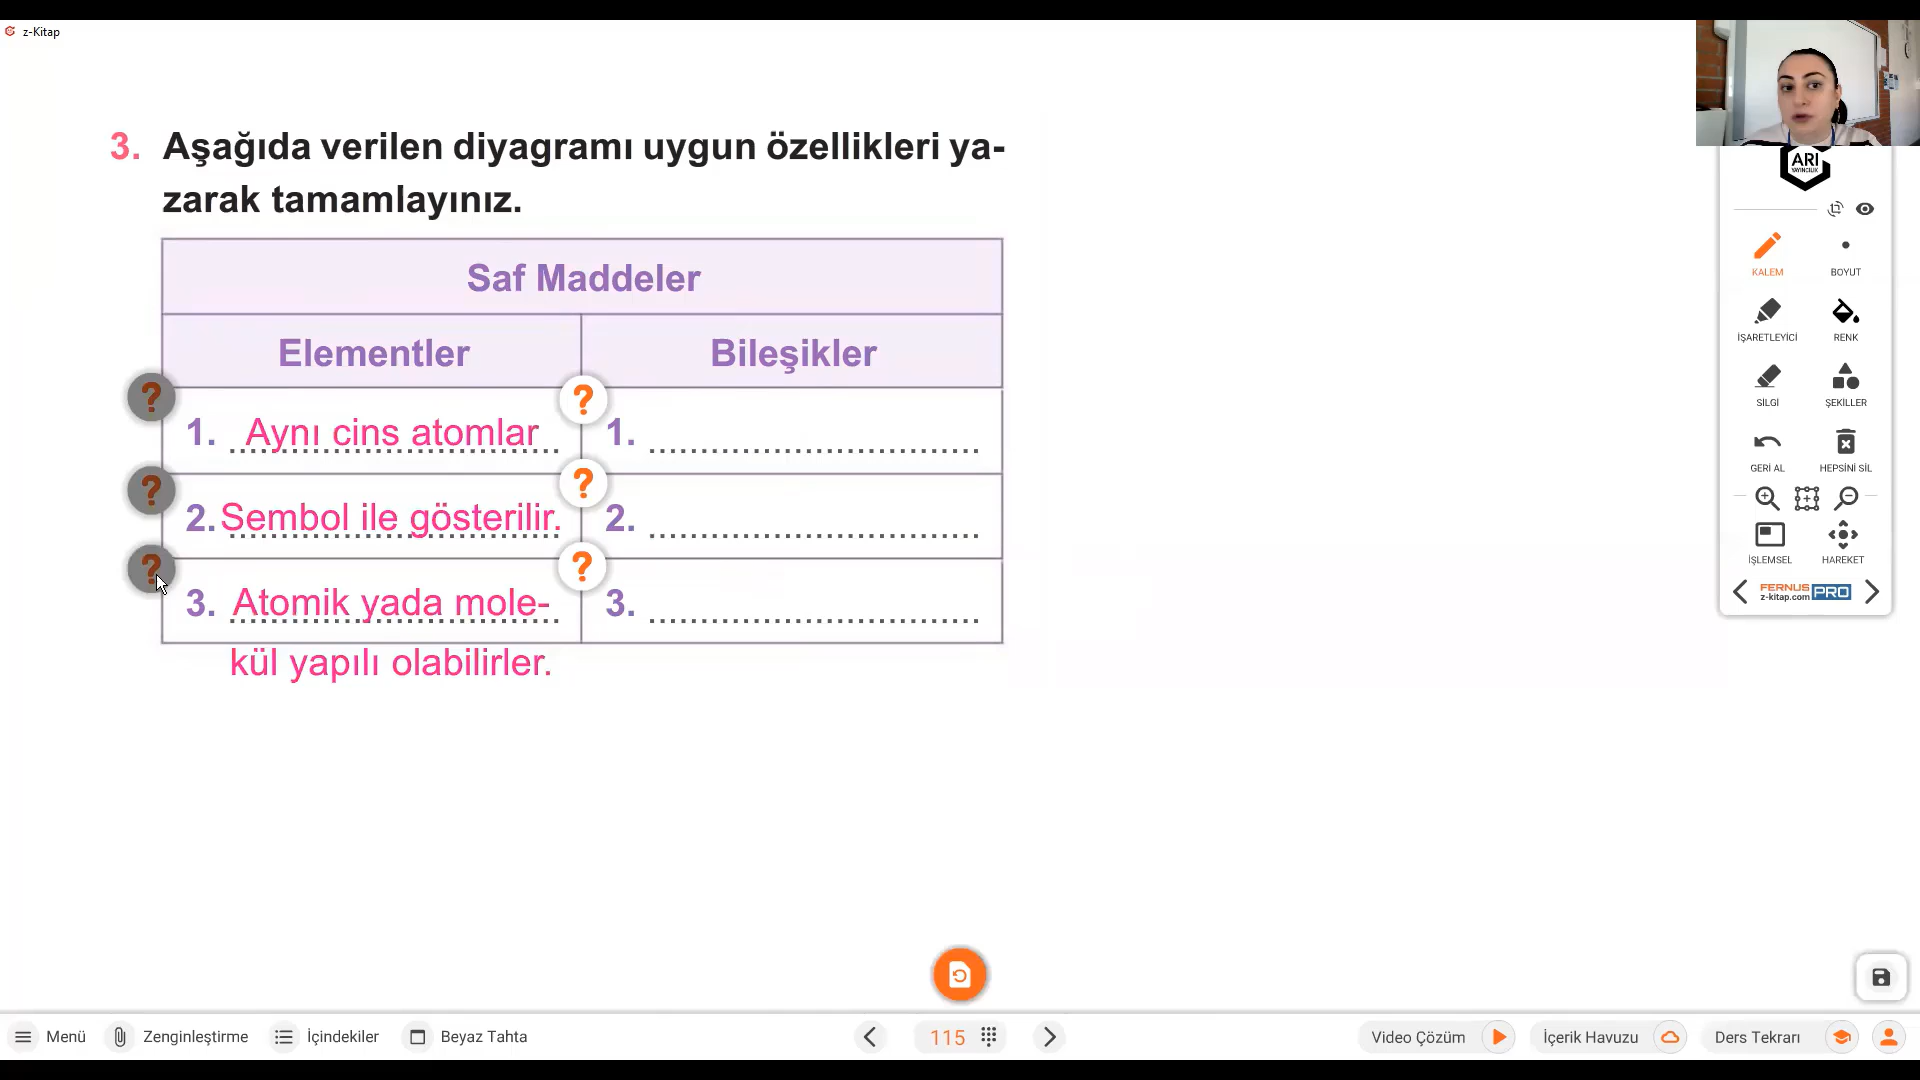 z-Kitap
3. Aşağıda verilen diyagramı uygun özellikleri ya-
zarak tamamlayınız.
Saf Maddeler
Elementler Bileşikler
? ?
1. Aynı cins atomlar 1. ..............................
? ?
2. Sembol ile gösterilir. 2. ..............................
? ?
3. Atomik yada mole- 3. ..............................
kül yapılı olabilirler.
ARI
YAYINCILIK
KALEM BOYUT
İŞARETLEYİCİ RENK
SİLGİ ŞEKİLLER
GERİ AL HEPSİNİ SİL
İŞLEMSEL HAREKET
FERNUS
z-kitap.com PRO
Menü Zenginleştirme İçindekiler Beyaz Tahta 115 Video Çözüm İçerik Havuzu Ders Tekrarı